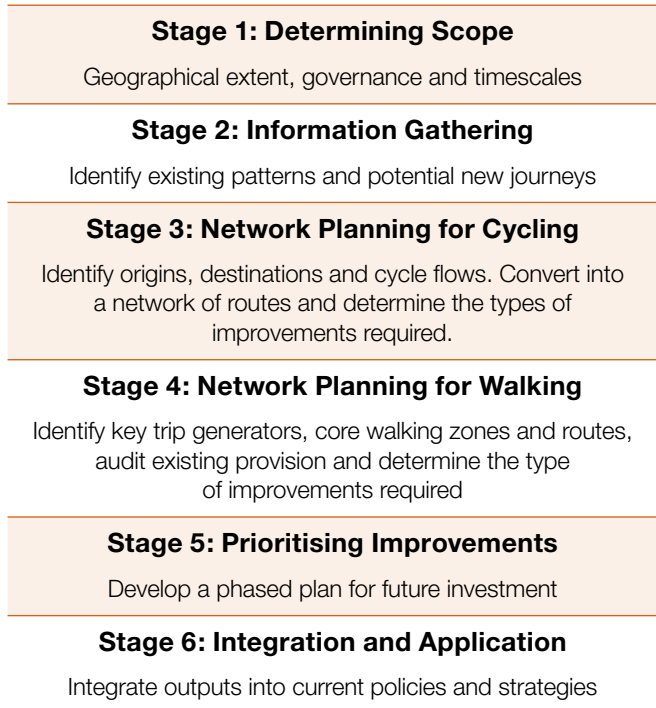 Stage 1: Determining Scope
Geographical extent, governance and timescales
Stage 2: Information Gathering
Identify existing patterns and potential new journeys
Stage 3: Network Planning for Cycling
Identify origins, destinations and cycle flows. Convert into
a network of routes and determine the types of
improvements required.
Stage 4: Network Planning for Walking
Identify key trip generators, core walking zones and routes,
audit existing provision and determine the type
of improvements required
Stage 5: Prioritising Improvements
Develop a phased plan for future investment
Stage 6: Integration and Application
Integrate outputs into current policies and strategies